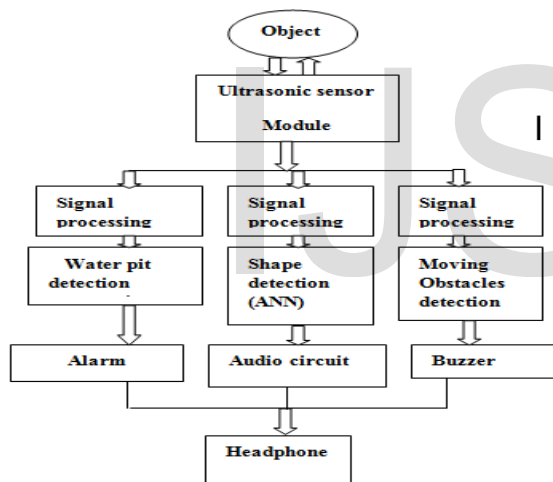 Object
Ultrasonic sensor
Module
Signal
processing
Signal
processing
Signal
processing
Water pit
detection
Shape
detection
(ANN)
Moving
Obstacles
detection
Alarm
Audio circuit
Buzzer
Headphone
IJS
I